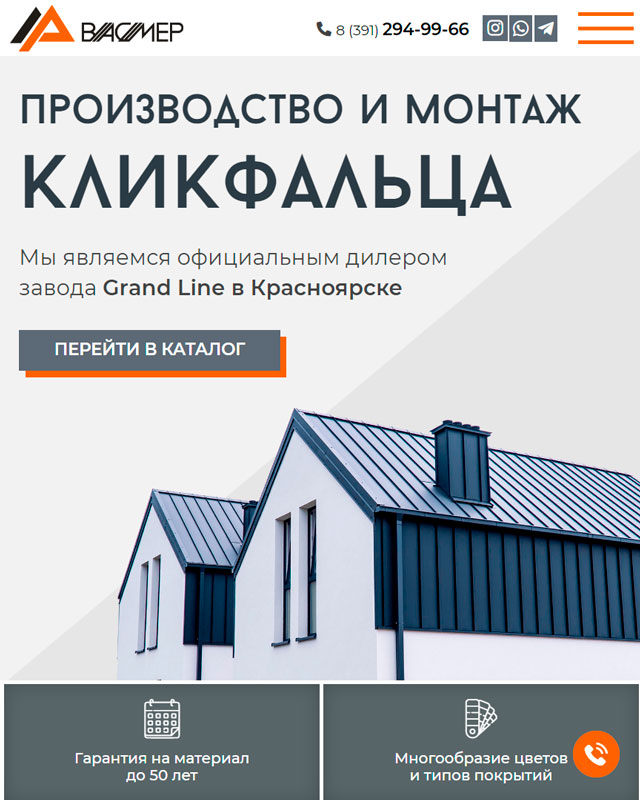 ВАСМЕР
8 (391) 294-99-66
ПРОИЗВОДСТВО И МОНТАЖ
КЛИКФАЛЬЦА
Мы являемся официальным дилером
завода Grand Line в Красноярске
ПЕРЕЙТИ В КАТАЛОГ
Гарантия на материал
до 50 лет
Многообразие цветов
и типов покрытий